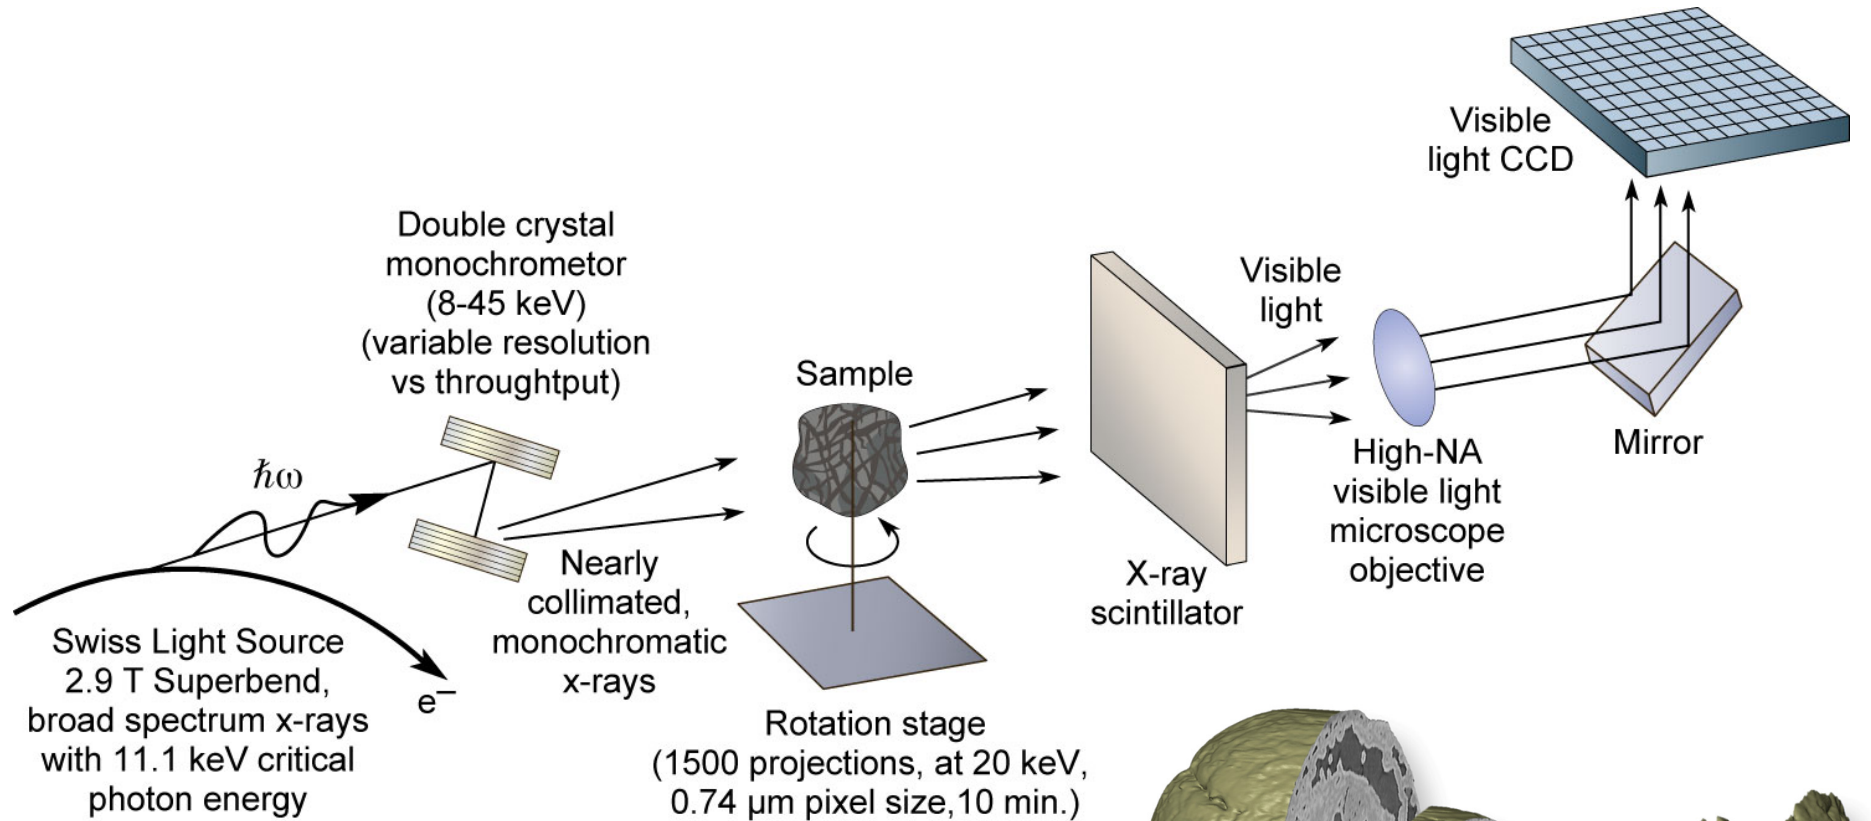 Visible
light CCD
Double crystal
monochrometor
(8-45 keV)
(variable resolution
vs throughtput)
Visible
light
Sample
Mirror
High-NA
visible light
microscope
objective
ħω
Nearly
collimated,
monochromatic
x-rays
X-ray
scintillator
Swiss Light Source
2.9 T Superbend,
broad spectrum x-rays
with 11.1 keV critical
photon energy
e⁻
Rotation stage
(1500 projections, at 20 keV,
0.74 µm pixel size,10 min.)